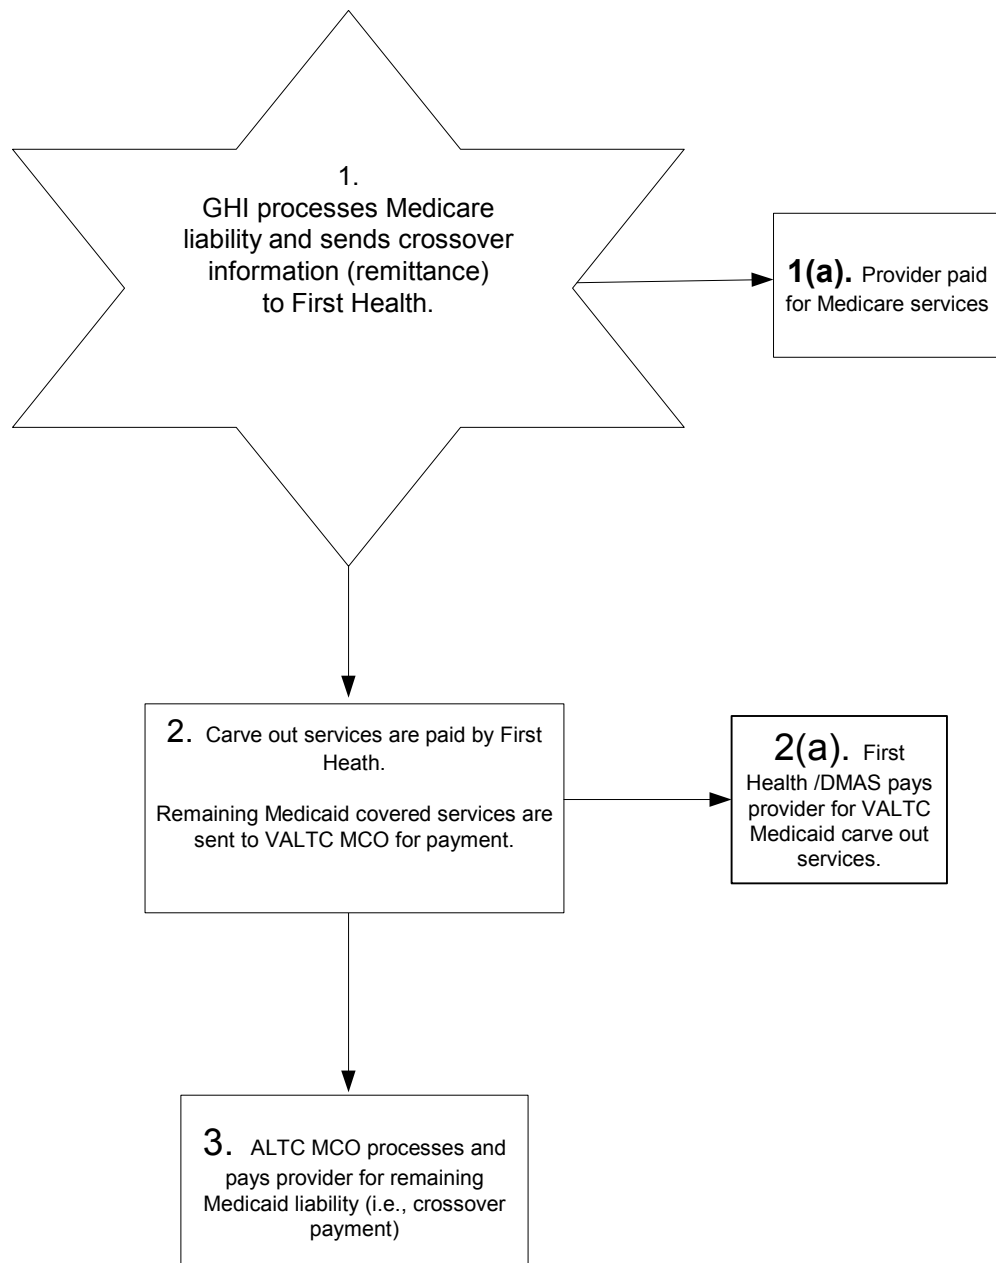 1.
GHI processes Medicare
liability and sends crossover
information (remittance)
to First Health.
1(a). Provider paid
for Medicare services
2. Carve out services are paid by First
Heath.
Remaining Medicaid covered services are
sent to VALTC MCO for payment.
2(a). First
Health /DMAS pays
provider for VALTC
Medicaid carve out
services.
3. ALTC MCO processes and
pays provider for remaining
Medicaid liability (i.e., crossover
payment)